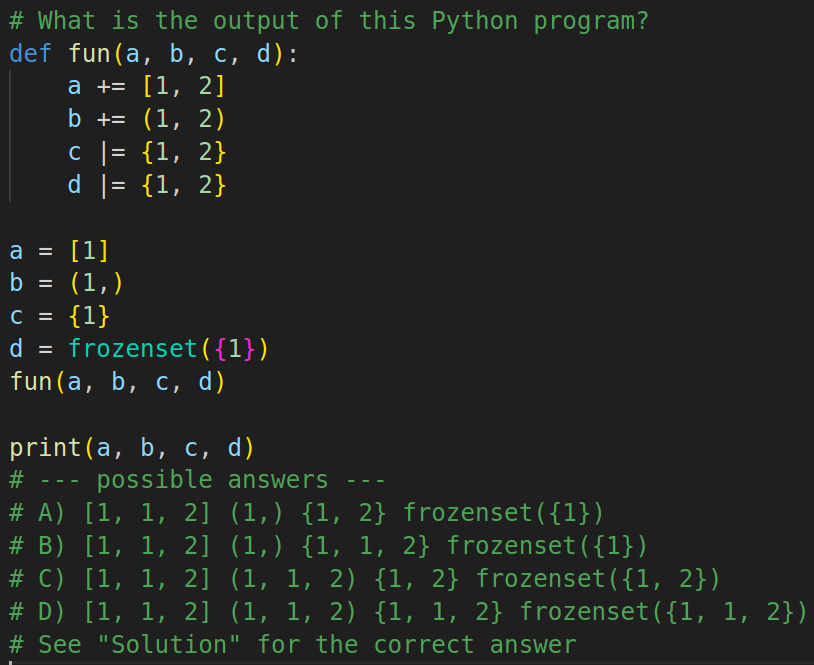 # What is the output of this Python program?
def fun(a, b, c, d):
    a += [1, 2]
    b += (1, 2)
    c |= {1, 2}
    d |= {1, 2}

a = [1]
b = (1,)
c = {1}
d = frozenset({1})
fun(a, b, c, d)

print(a, b, c, d)
# --- possible answers ---
# A) [1, 1, 2] (1,) {1, 2} frozenset({1})
# B) [1, 1, 2] (1,) {1, 1, 2} frozenset({1})
# C) [1, 1, 2] (1, 1, 2) {1, 2} frozenset({1, 2})
# D) [1, 1, 2] (1, 1, 2) {1, 1, 2} frozenset({1, 1, 2})
# See "Solution" for the correct answer